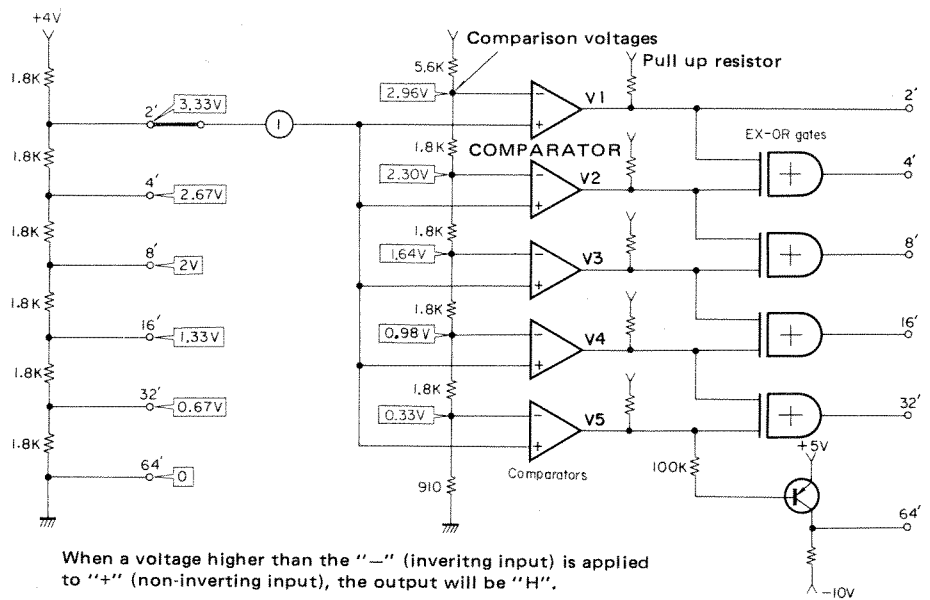 +4V
1.8K
2'
3.33V
1.8K
4'
2.67V
1.8K
8'
2V
1.8K
16'
1.33V
1.8K
32'
0.67V
1.8K
64'
0
1
Comparison voltages
5.6K
2.96V
1.8K
COMPARATOR
2.30V
1.8K
1.64V
1.8K
0.98V
1.8K
0.33V
910
Pull up resistor
−
+
V1
−
+
V2
−
+
V3
−
+
V4
−
+
V5
Comparators
EX-OR gates
+
+
+
+
2'
4'
8'
16'
32'
100K
+5V
64'
−10V
When a voltage higher than the "−" (inveritng input) is applied
to "+" (non-inverting input), the output will be "H".